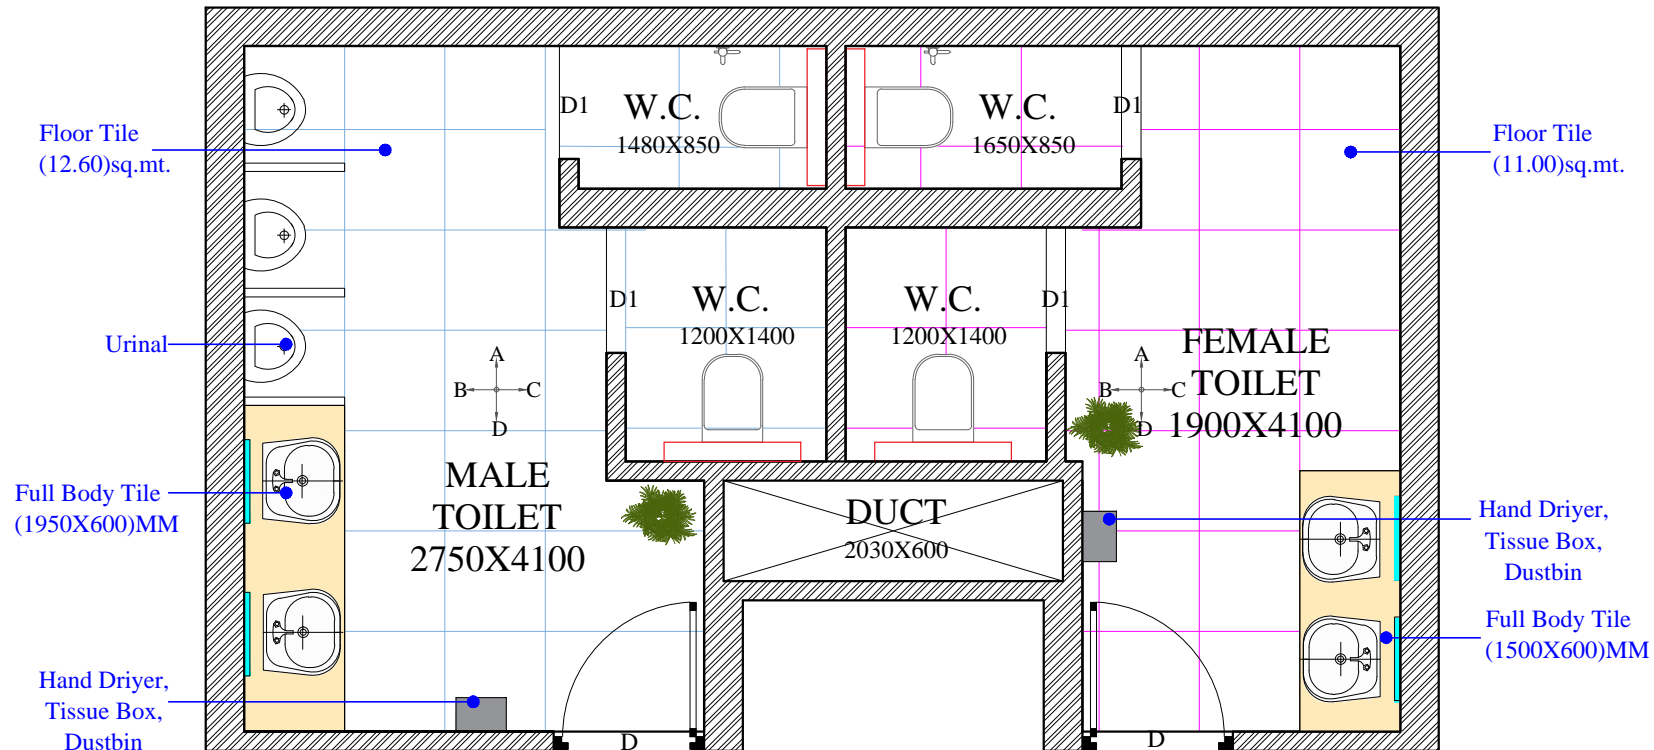 D1
W.C.
1480X850
W.C.
1650X850
D1
Floor Tile
(12.60)sq.mt.
Floor Tile
(11.00)sq.mt.
D1
W.C.
1200X1400
W.C.
1200X1400
D1
Urinal
A
B
C
D
A
B
C
D
FEMALE
TOILET
1900X4100
MALE
TOILET
2750X4100
Full Body Tile
(1950X600)MM
DUCT
2030X600
Hand Driyer,
Tissue Box,
Dustbin
Full Body Tile
(1500X600)MM
Hand Driyer,
Tissue Box,
Dustbin
D
D